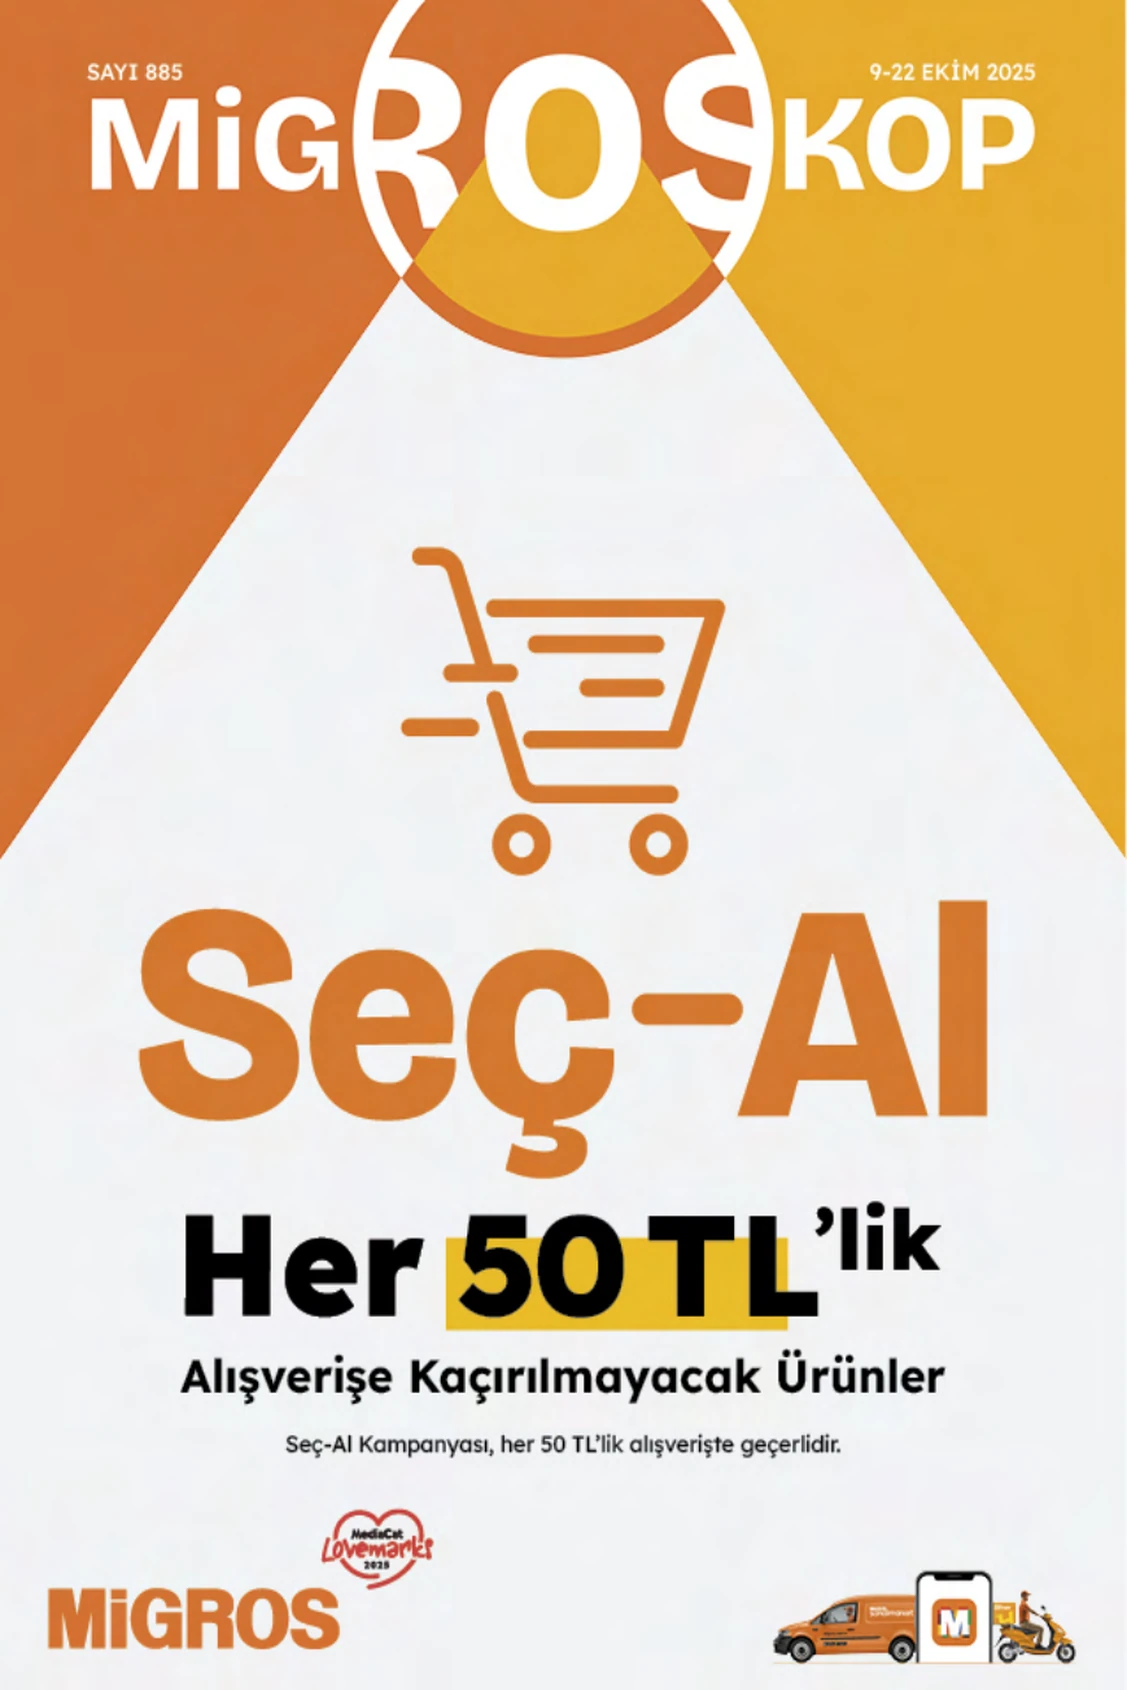 SAYI 885
9-22 EKİM 2025
MiGROSKOP
Seç-Al
Her 50 TL'lik
Alışverişe Kaçırılmayacak Ürünler
Seç-Al Kampanyası, her 50 TL'lik alışverişte geçerlidir.
MediaCat
Lovemarks
2025
MiGROS
M